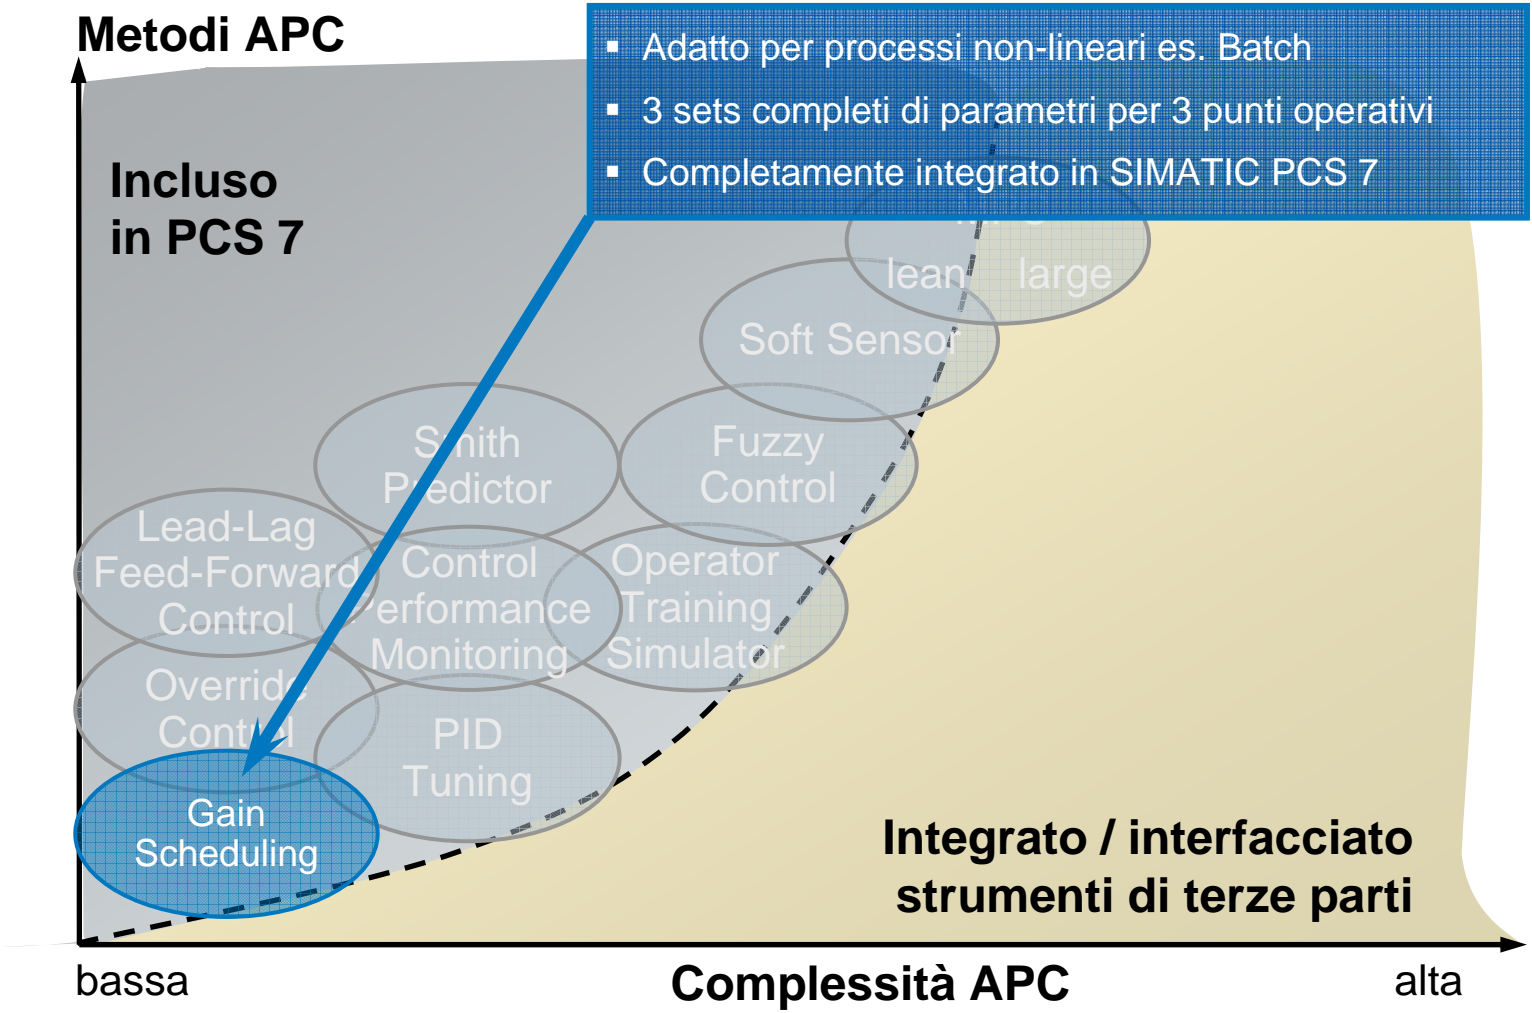 Metodi APC
Adatto per processi non-lineari es. Batch
3 sets completi di parametri per 3 punti operativi
Completamente integrato in SIMATIC PCS 7
Incluso
in PCS 7
lean large
Soft Sensor
Smith
Predictor
Fuzzy
Control
Lead-Lag
Feed-Forward
Control
Control
Performance
Monitoring
Operator
Training
Simulator
Override
Control
PID
Tuning
Gain
Scheduling
Integrato / interfacciato
strumenti di terze parti
bassa
Complessità APC
alta